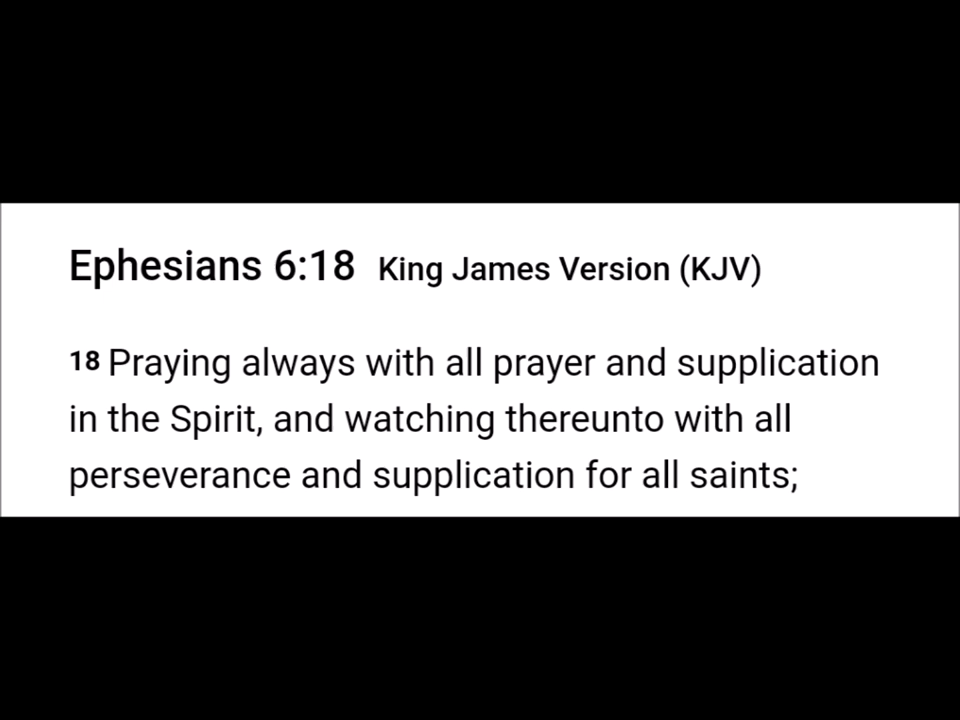 Ephesians 6:18 King James Version (KJV)
18 Praying always with all prayer and supplication
in the Spirit, and watching thereunto with all
perseverance and supplication for all saints;